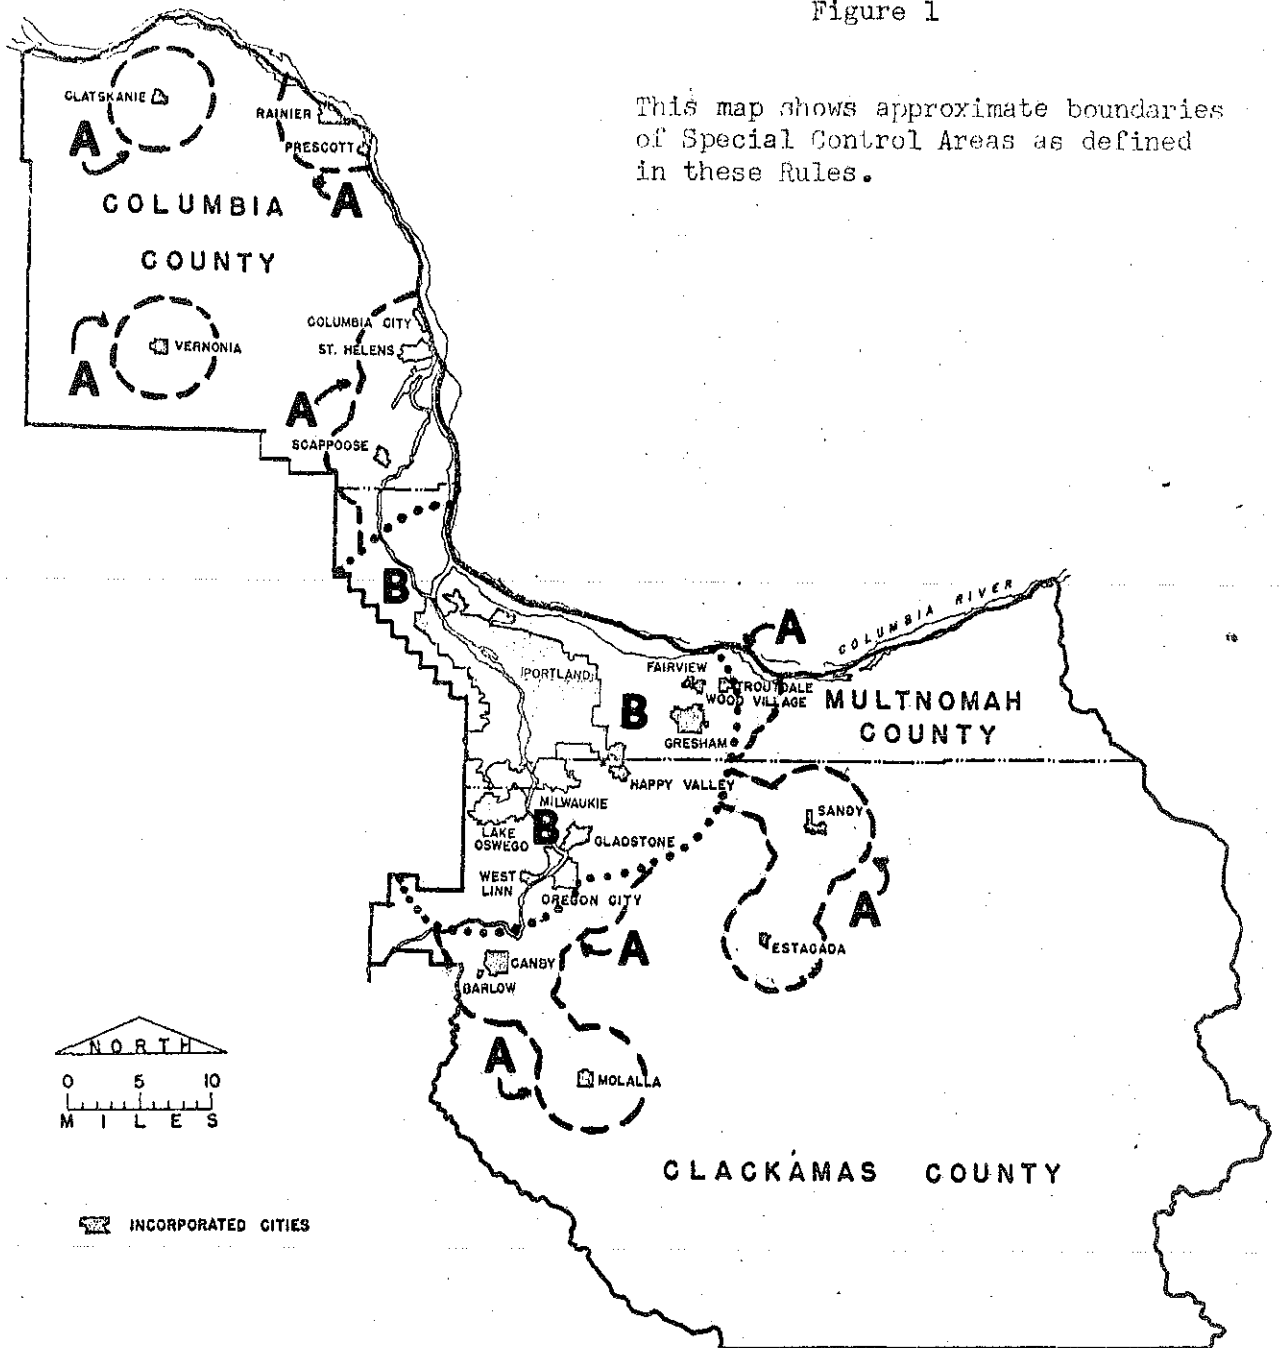 Figure 1
This map shows approximate boundaries
of Special Control Areas as defined
in these Rules.
CLATSKANIE
RAINIER
A
PRESCOTT
A
COLUMBIA
COUNTY
COLUMBIA CITY
VERNONIA
ST. HELENS
A
A
SCAPPOOSE
B
COLUMBIA RIVER
A
PORTLAND
FAIRVIEW
TROUTDALE
WOOD VILLAGE
B
MULTNOMAH
COUNTY
GRESHAM
HAPPY VALLEY
MILWAUKIE
SANDY
LAKE
OSWEGO
B
GLADSTONE
WEST
LINN
OREGON CITY
A
A
ESTACADA
CANBY
BARLOW
NORTH
A
0 5 10
MILES
MOLALLA
CLACKAMAS COUNTY
INCORPORATED CITIES